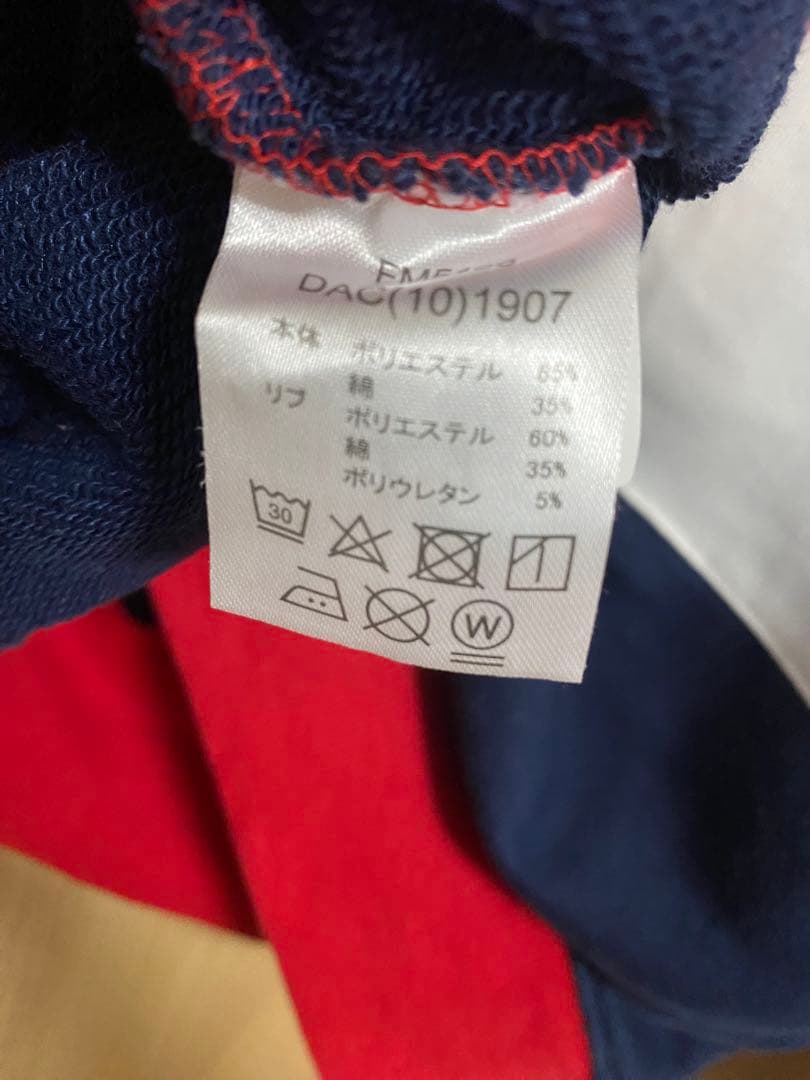 DAC(10)1907
本体 ポリエステル 65%
綿 35%
リブ ポリエステル 60%
綿 35%
ポリウレタン 5%
30
W